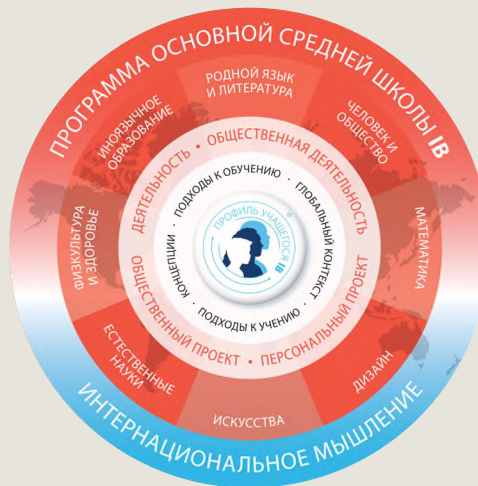 ПРОГРАММА ОСНОВНОЙ СРЕДНЕЙ ШКОЛЫ IB
РОДНОЙ ЯЗЫК
И ЛИТЕРАТУРА
ЧЕЛОВЕК И
ОБЩЕСТВО
МАТЕМАТИКА
ДИЗАЙН
ИСКУССТВА
ЕСТЕСТВЕННЫЕ
НАУКИ
ФИЗКУЛЬТУРА
И ЗДОРОВЬЕ
ИНОЯЗЫЧНОЕ
ОБРАЗОВАНИЕ
ДЕЯТЕЛЬНОСТЬ • ОБЩЕСТВЕННАЯ ДЕЯТЕЛЬНОСТЬ
ОБЩЕСТВЕННЫЙ ПРОЕКТ • ПЕРСОНАЛЬНЫЙ ПРОЕКТ
ПОДХОДЫ К ОБУЧЕНИЮ · ГЛОБАЛЬНЫЙ КОНТЕКСТ
КОНЦЕПЦИИ · ПОДХОДЫ К УЧЕНИЮ ·
ПРОФИЛЬ УЧАЩЕГОСЯ IB
ИНТЕРНАЦИОНАЛЬНОЕ МЫШЛЕНИЕ